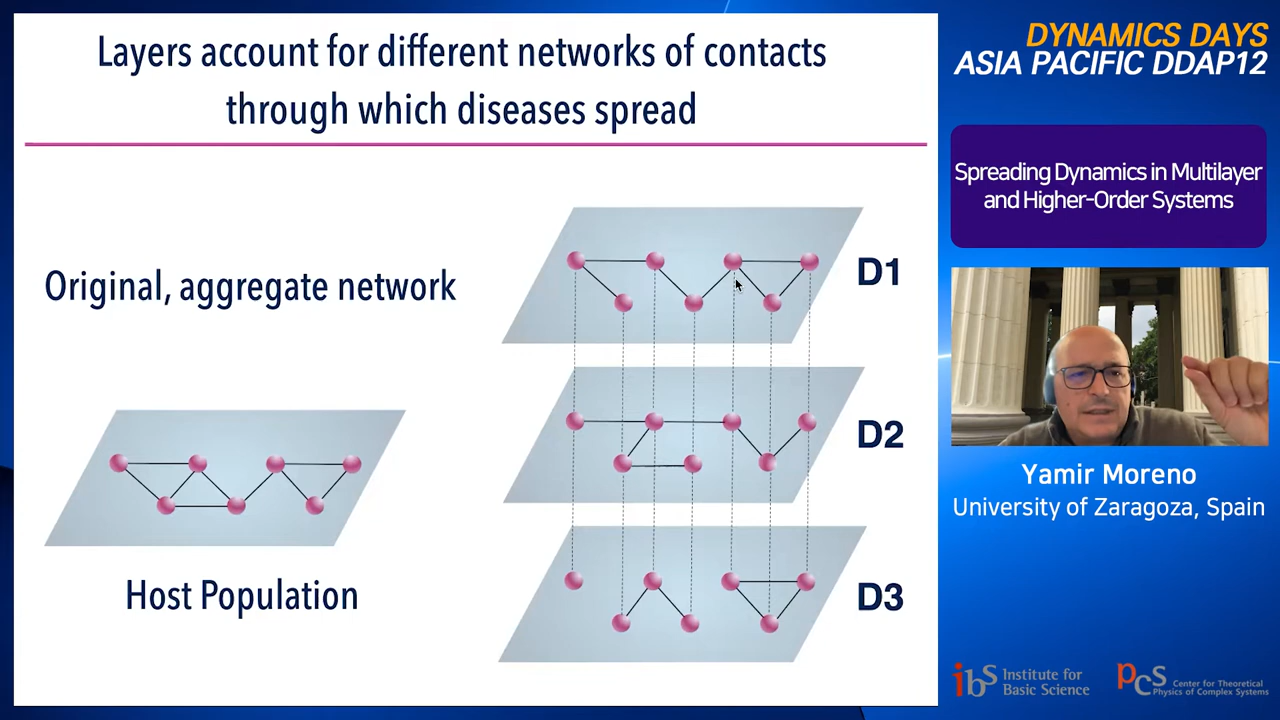 Layers account for different networks of contacts
through which diseases spread
Original, aggregate network
Host Population
D1
D2
D3
DYNAMICS DAYS
ASIA PACIFIC DDAP12
Spreading Dynamics in Multilayer
and Higher-Order Systems
Yamir Moreno
University of Zaragoza, Spain
ibS Institute for
Basic Science
PCS Center for Theoretical
Physics of Complex Systems